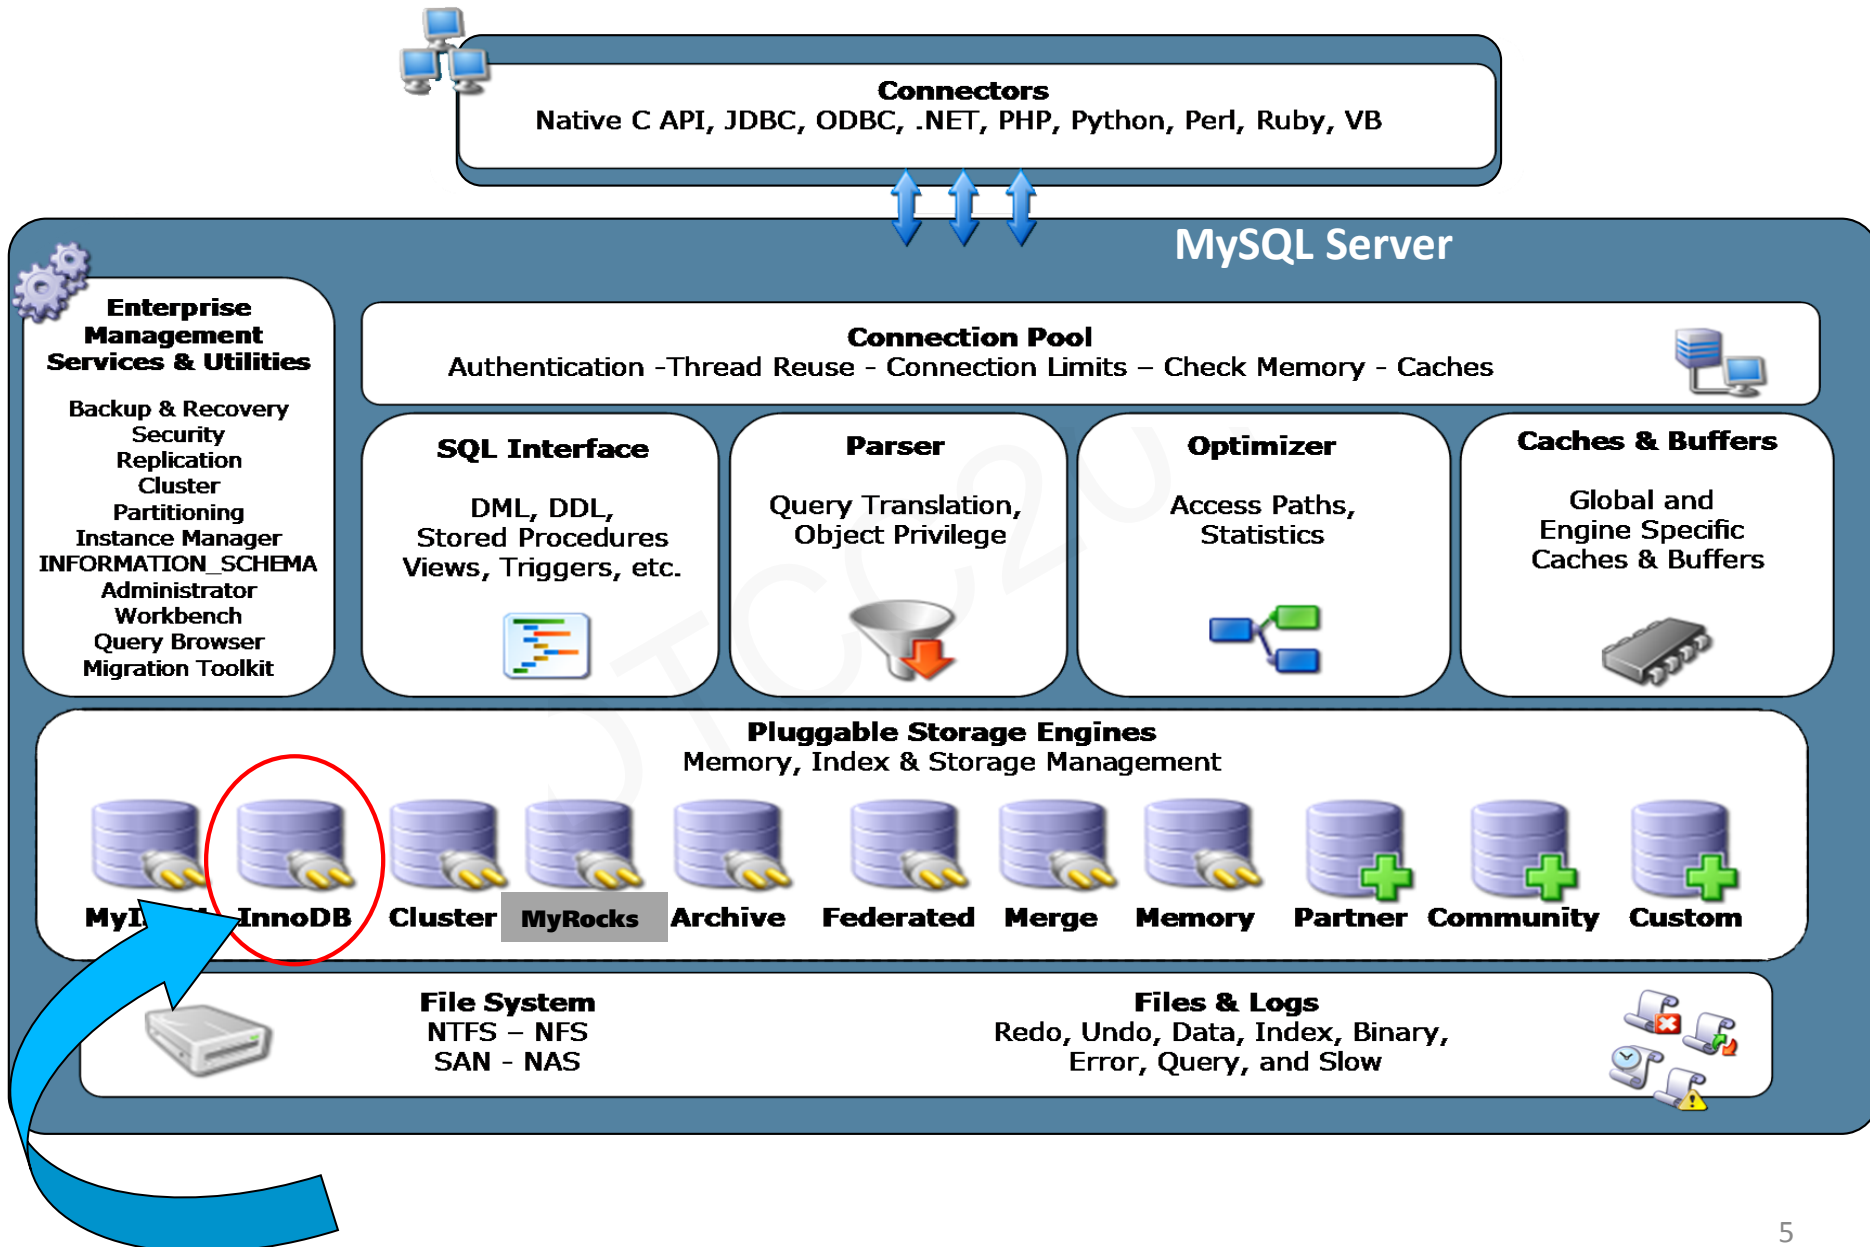 Connectors
Native C API, JDBC, ODBC, .NET, PHP, Python, Perl, Ruby, VB
MySQL Server
Enterprise
Management
Services & Utilities
Backup & Recovery
Security
Replication
Cluster
Partitioning
Instance Manager
INFORMATION_SCHEMA
Administrator
Workbench
Query Browser
Migration Toolkit
Connection Pool
Authentication -Thread Reuse - Connection Limits – Check Memory - Caches
SQL Interface
DML, DDL,
Stored Procedures
Views, Triggers, etc.
Parser
Query Translation,
Object Privilege
Optimizer
Access Paths,
Statistics
Caches & Buffers
Global and
Engine Specific
Caches & Buffers
Pluggable Storage Engines
Memory, Index & Storage Management
InnoDB
Cluster
MyRocks
Archive
Federated
Merge
Memory
Partner
Community
Custom
File System
NTFS – NFS
SAN - NAS
Files & Logs
Redo, Undo, Data, Index, Binary,
Error, Query, and Slow
5